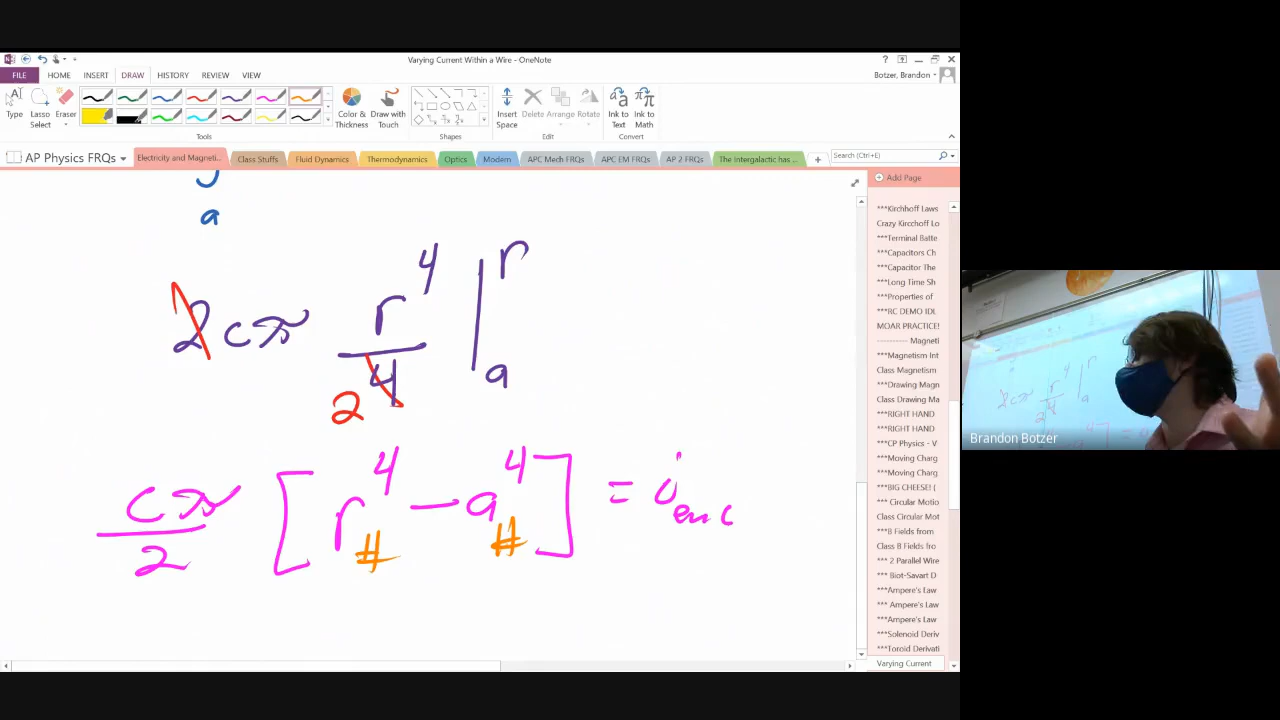 Varying Current Within a Wire - OneNote
FILE HOME INSERT DRAW HISTORY REVIEW VIEW
Botzer, Brandon
Type Lasso Select Eraser Color & Thickness Draw with Touch Insert Space Delete Arrange Rotate Ink to Text Ink to Math
Tools Shapes Edit Convert
AP Physics FRQs Electricity and Magneti... Class Stuffs Fluid Dynamics Thermodynamics Optics Modern APC Mech FRQs APC EM FRQs AP 2 FRQs The Intergalactic has ... Search (Ctrl+E)
Add Page
***Kirchhoff Laws
Crazy Kircchoff Lo
***Terminal Batte
***Capacitors Ch
***Capacitor The
***Long Time Sh
***Properties of
***RC DEMO IDL
MOAR PRACTICE!
----------- Magneti
***Magnetism Int
Class Magnetism
***Drawing Magn
Class Drawing Ma
***RIGHT HAND
***RIGHT HAND
***CP Physics - V
***Moving Charg
***Moving Charg
***BIG CHEESE! (
*** Circular Motio
Class Circular Mot
***B Fields from
Class B Fields fro
*** 2 Parallel Wire
*** Biot-Savart D
***Ampere's Law
*** Ampere's Law
***Ampere's Law
***Solenoid Deriv
***Toroid Derivati
Varying Current
a
2cπ r^4/4 | r a
2
cπ/2 [r^4 - a^4] = i enc
# #
Brandon Botzer